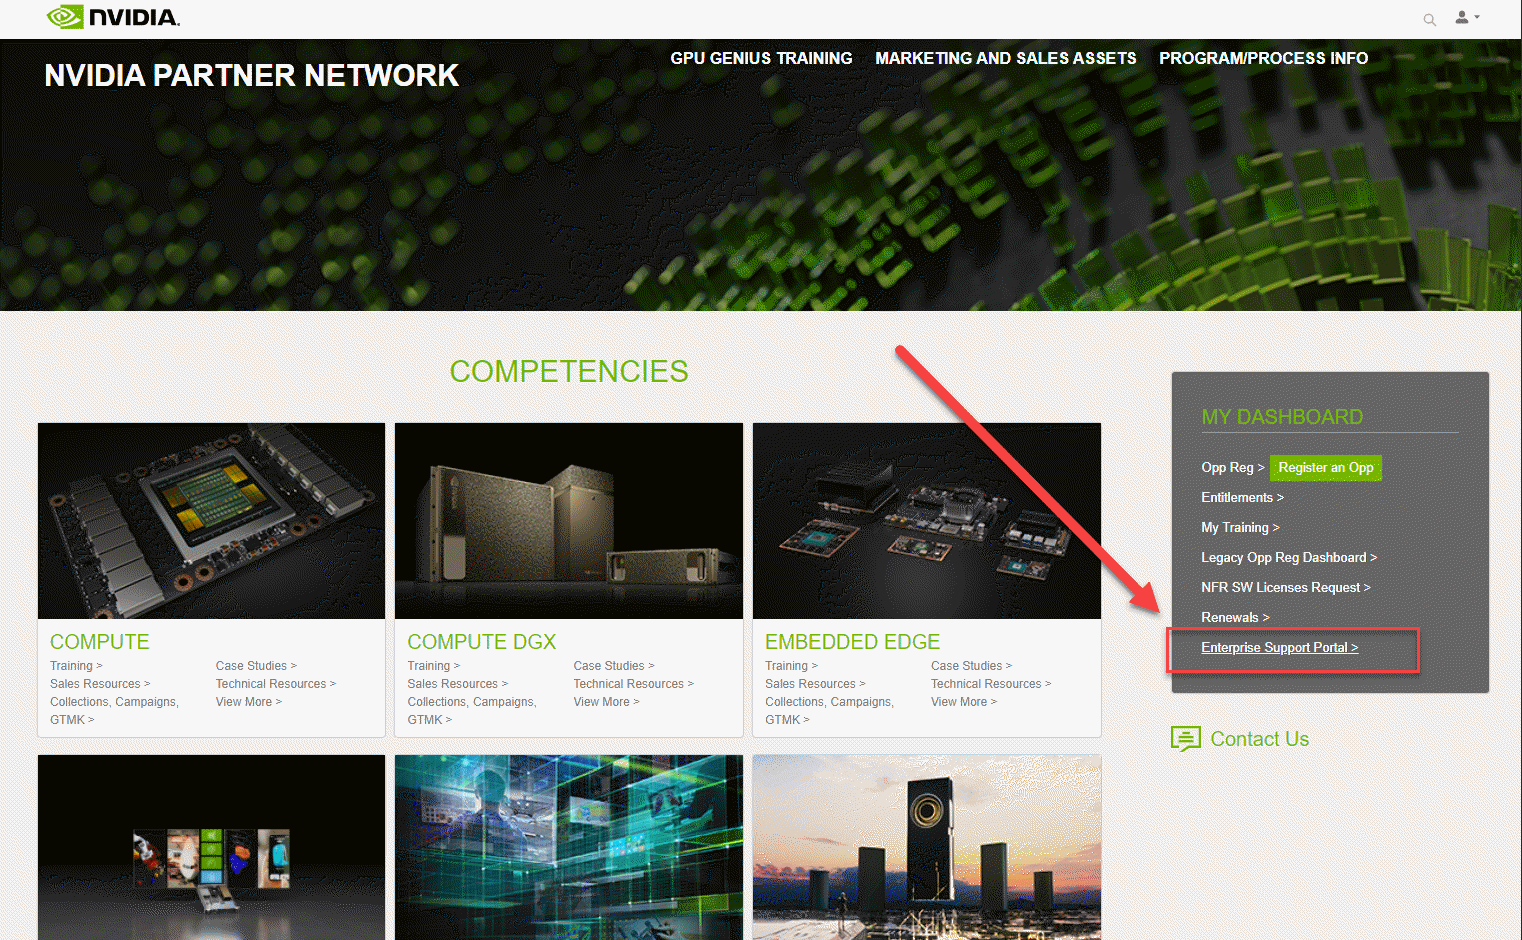 NVIDIA.
NVIDIA PARTNER NETWORK
GPU GENIUS TRAINING
MARKETING AND SALES ASSETS
PROGRAM/PROCESS INFO
COMPETENCIES
COMPUTE
Training >
Case Studies >
Sales Resources >
Technical Resources >
Collections, Campaigns,
GTMK >
View More >
COMPUTE DGX
Training >
Case Studies >
Sales Resources >
Technical Resources >
Collections, Campaigns,
GTMK >
View More >
EMBEDDED EDGE
Training >
Case Studies >
Sales Resources >
Technical Resources >
Collections, Campaigns,
GTMK >
View More >
MY DASHBOARD
Opp Reg > Register an Opp
Entitlements >
My Training >
Legacy Opp Reg Dashboard >
NFR SW Licenses Request >
Renewals >
Enterprise Support Portal >
Contact Us